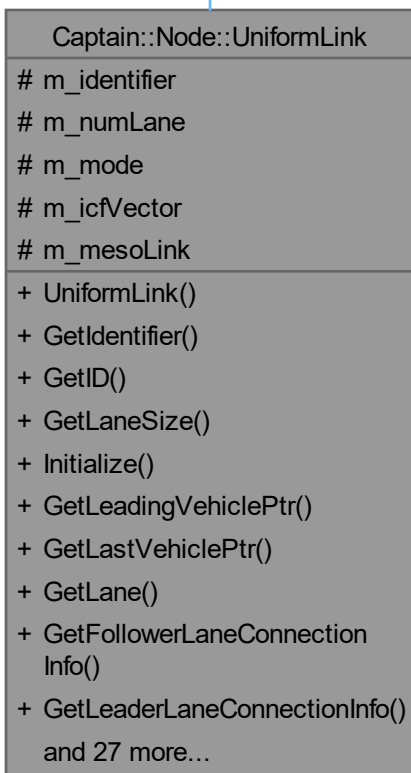 Captain::Node::UniformLink
# m_identifier
# m_numLane
# m_mode
# m_icfVector
# m_mesoLink
+ UniformLink()
+ GetIdentifier()
+ GetID()
+ GetLaneSize()
+ Initialize()
+ GetLeadingVehiclePtr()
+ GetLastVehiclePtr()
+ GetLane()
+ GetFollowerLaneConnection
Info()
+ GetLeaderLaneConnectionInfo()
and 27 more...